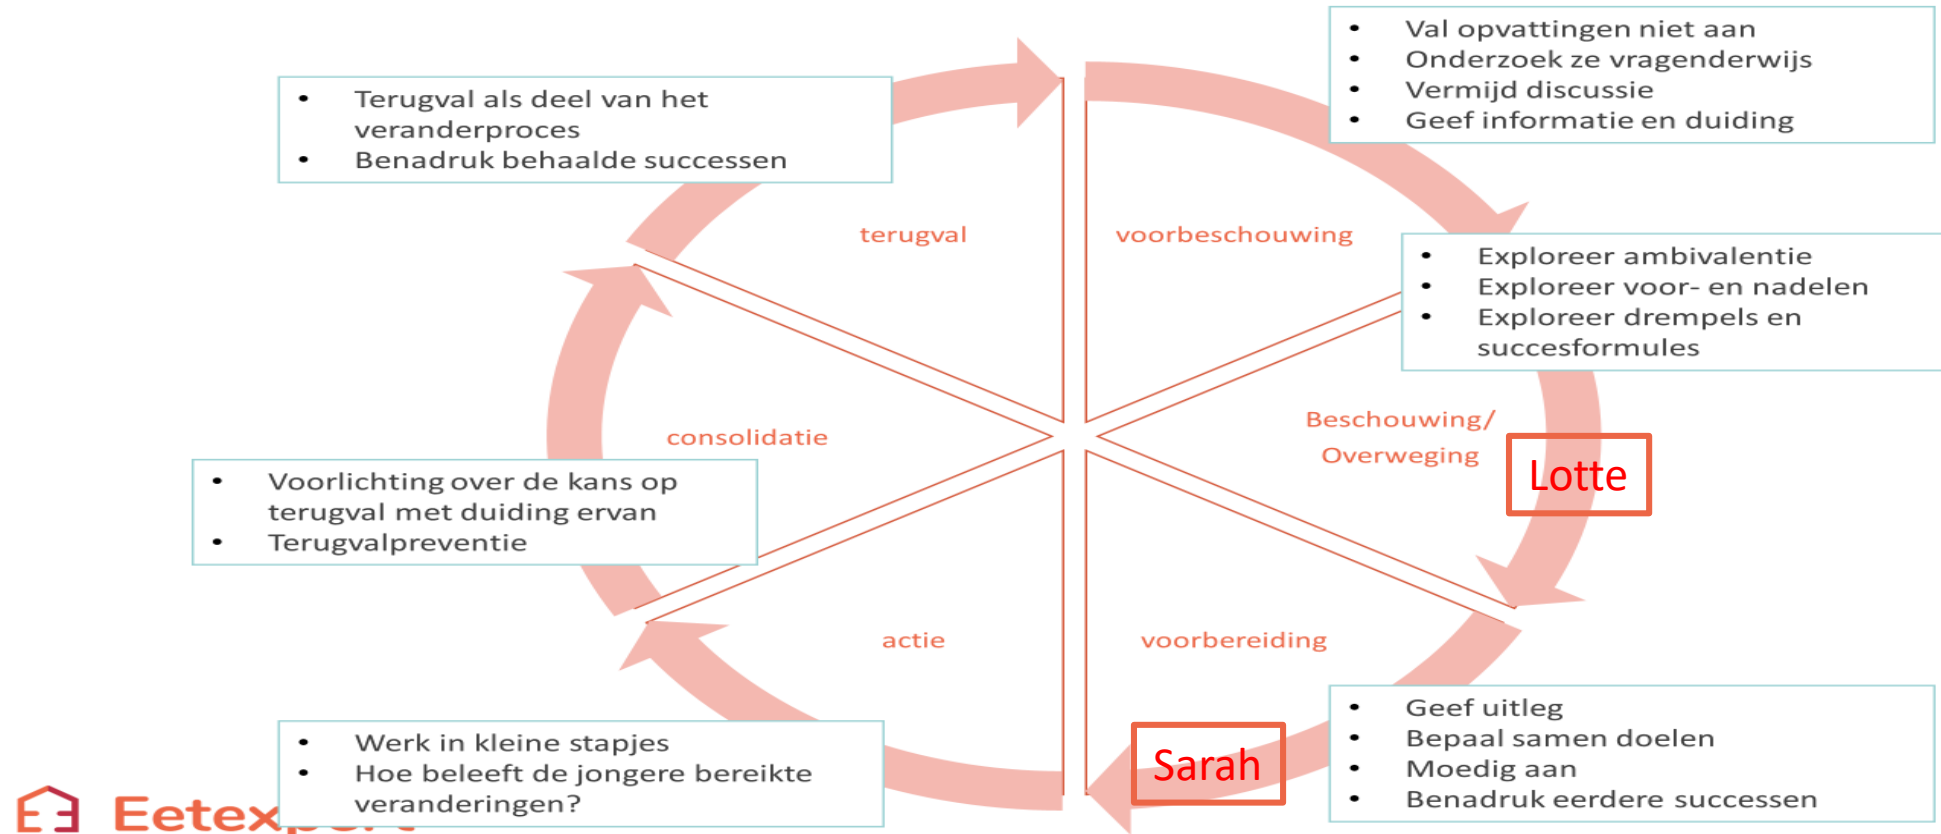 • Val opvattingen niet aan
• Onderzoek ze vragenderwijs
• Vermijd discussie
• Geef informatie en duiding
• Terugval als deel van het
veranderproces
• Benadruk behaalde successen
terugval
voorbeschouwing
• Exploreer ambivalentie
• Exploreer voor- en nadelen
• Exploreer drempels en
succesformules
Beschouwing/
Overweging
Lotte
consolidatie
• Voorlichting over de kans op
terugval met duiding ervan
• Terugvalpreventie
actie
voorbereiding
• Geef uitleg
• Bepaal samen doelen
• Moedig aan
• Benadruk eerdere successen
Sarah
• Werk in kleine stapjes
• Hoe beleeft de jongere bereikte
veranderingen?
Eetexpert